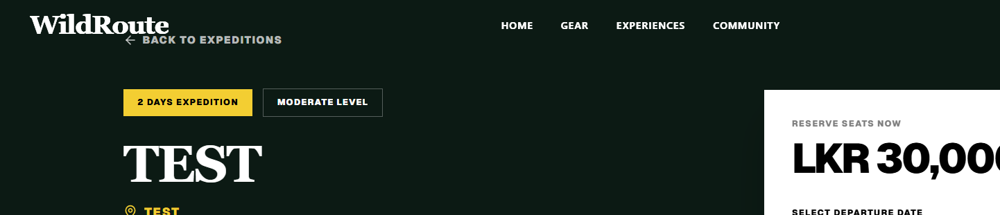 WildRoute
HOME GEAR EXPERIENCES COMMUNITY
BACK TO EXPEDITIONS
2 DAYS EXPEDITION
MODERATE LEVEL
TEST
TEST
RESERVE SEATS NOW
LKR 30,000
SELECT DEPARTURE DATE